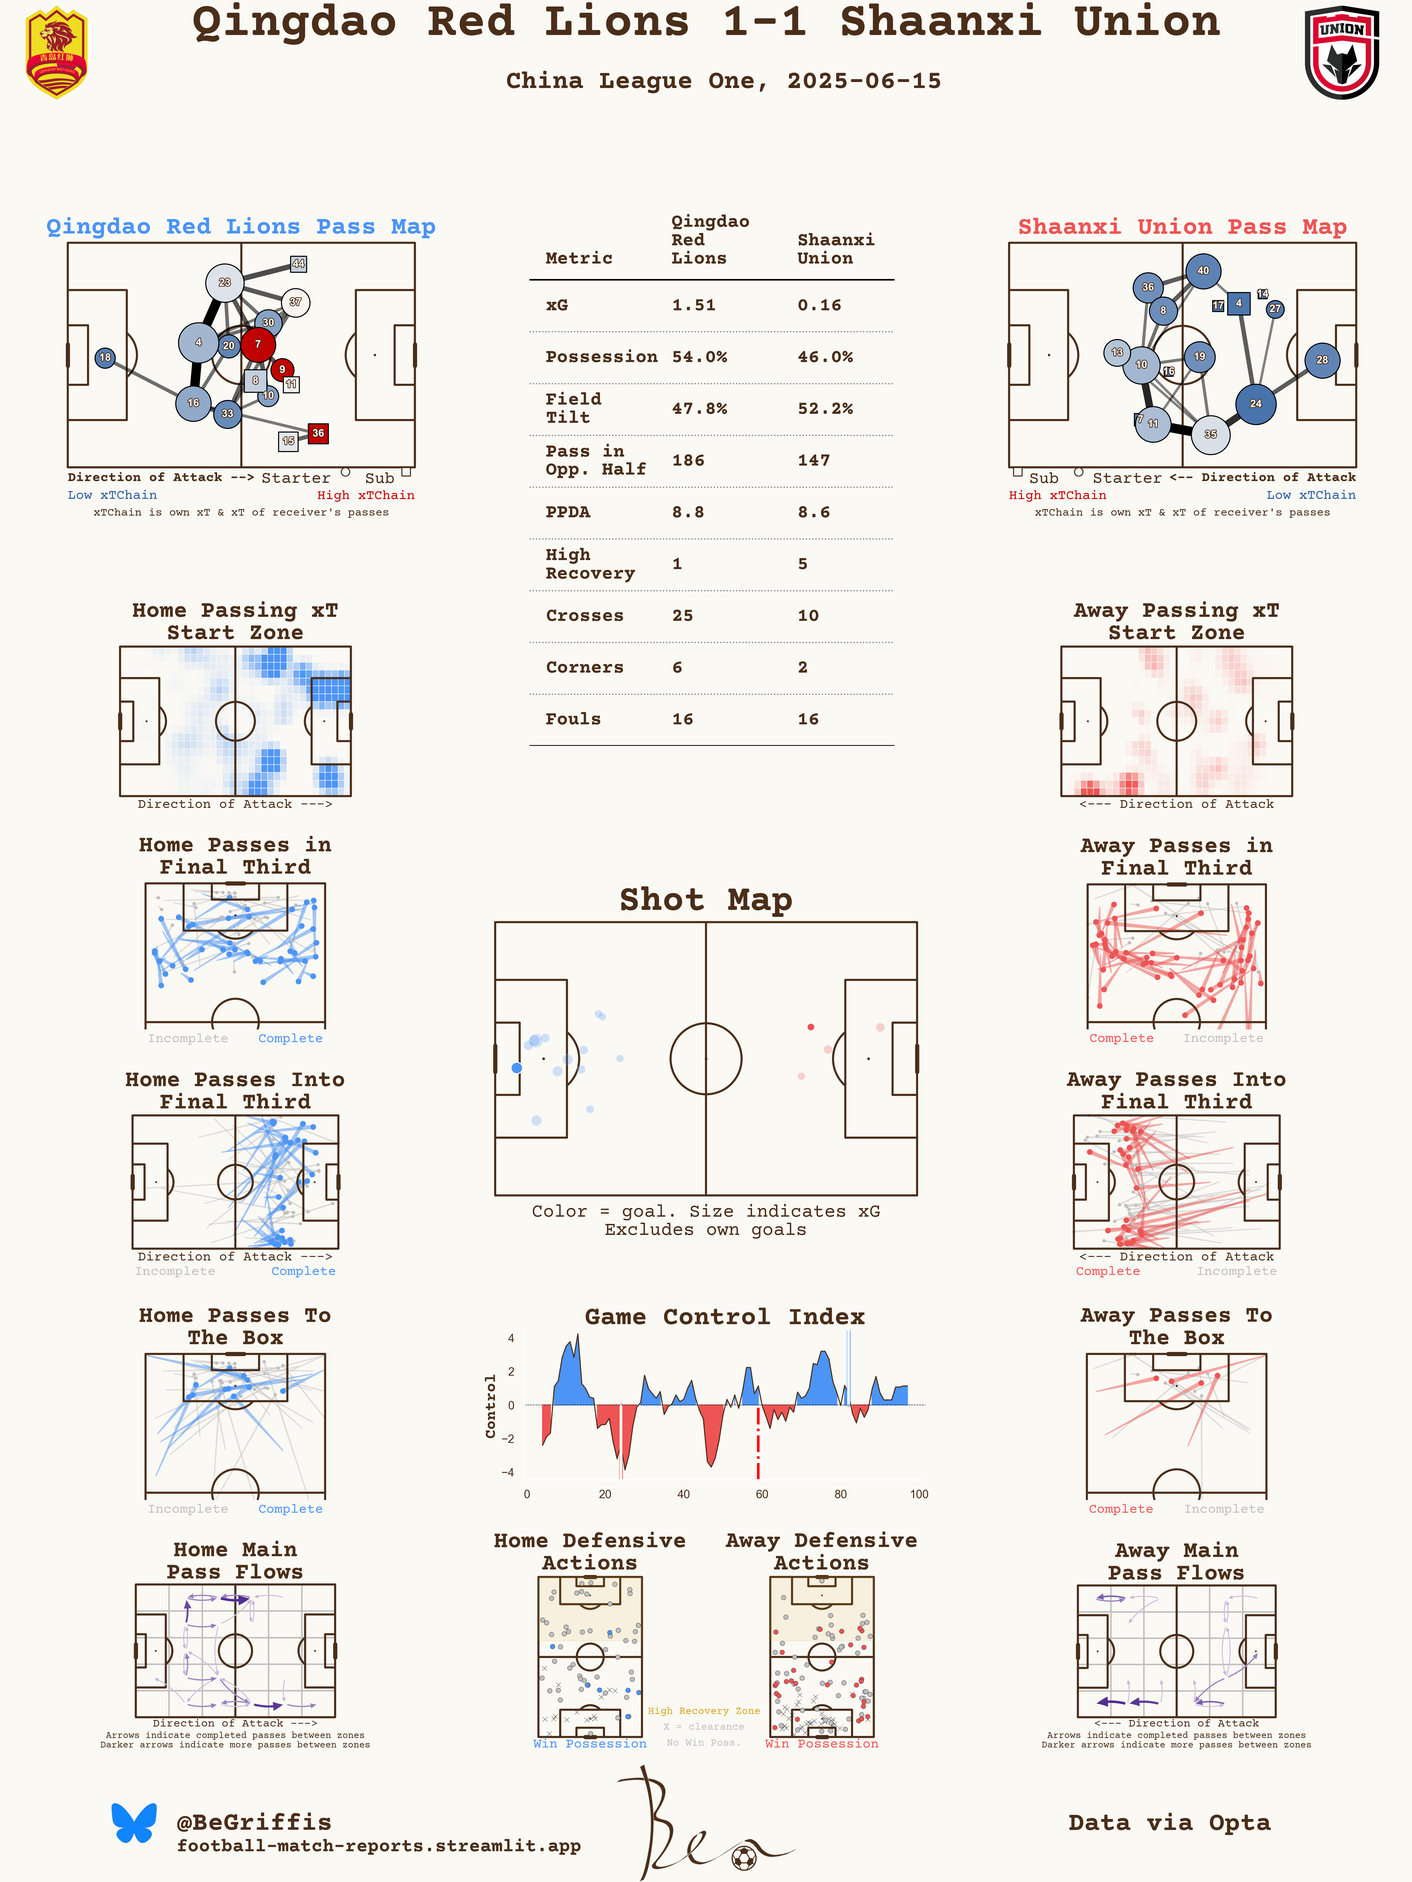 Qingdao Red Lions 1-1 Shaanxi Union
China League One, 2025-06-15
青岛红狮
UNION
Qingdao Red Lions Pass Map
44
23
37
30
4
20
7
18
9
8
11
10
16
33
36
15
Direction of Attack --> Starter Sub
Low xTChain High xTChain
xTChain is own xT & xT of receiver's passes
Metric Qingdao Red Lions Shaanxi Union
xG 1.51 0.16
Possession 54.0% 46.0%
Field Tilt 47.8% 52.2%
Pass in Opp. Half 186 147
PPDA 8.8 8.6
High Recovery 1 5
Crosses 25 10
Corners 6 2
Fouls 16 16
Shaanxi Union Pass Map
40
36
14
17
4
27
8
13
19
28
10
16
24
7
11
35
Sub Starter <-- Direction of Attack
High xTChain Low xTChain
xTChain is own xT & xT of receiver's passes
Home Passing xT
Start Zone
Direction of Attack --->
Away Passing xT
Start Zone
<--- Direction of Attack
Home Passes in
Final Third
Incomplete Complete
Away Passes in
Final Third
Complete Incomplete
Shot Map
Color = goal. Size indicates xG
Excludes own goals
Home Passes Into
Final Third
Direction of Attack --->
Incomplete Complete
Away Passes Into
Final Third
<--- Direction of Attack
Complete Incomplete
Home Passes To
The Box
Incomplete Complete
Game Control Index
Control
4
2
0
−2
−4
0 20 40 60 80 100
Away Passes To
The Box
Complete Incomplete
Home Main
Pass Flows
Direction of Attack --->
Arrows indicate completed passes between zones
Darker arrows indicate more passes between zones
Home Defensive
Actions
Win Possession
High Recovery Zone
X = clearance
No Win Poss.
Away Defensive
Actions
Win Possession
Away Main
Pass Flows
<--- Direction of Attack
Arrows indicate completed passes between zones
Darker arrows indicate more passes between zones
@BeGriffis
football-match-reports.streamlit.app
Ben
Data via Opta